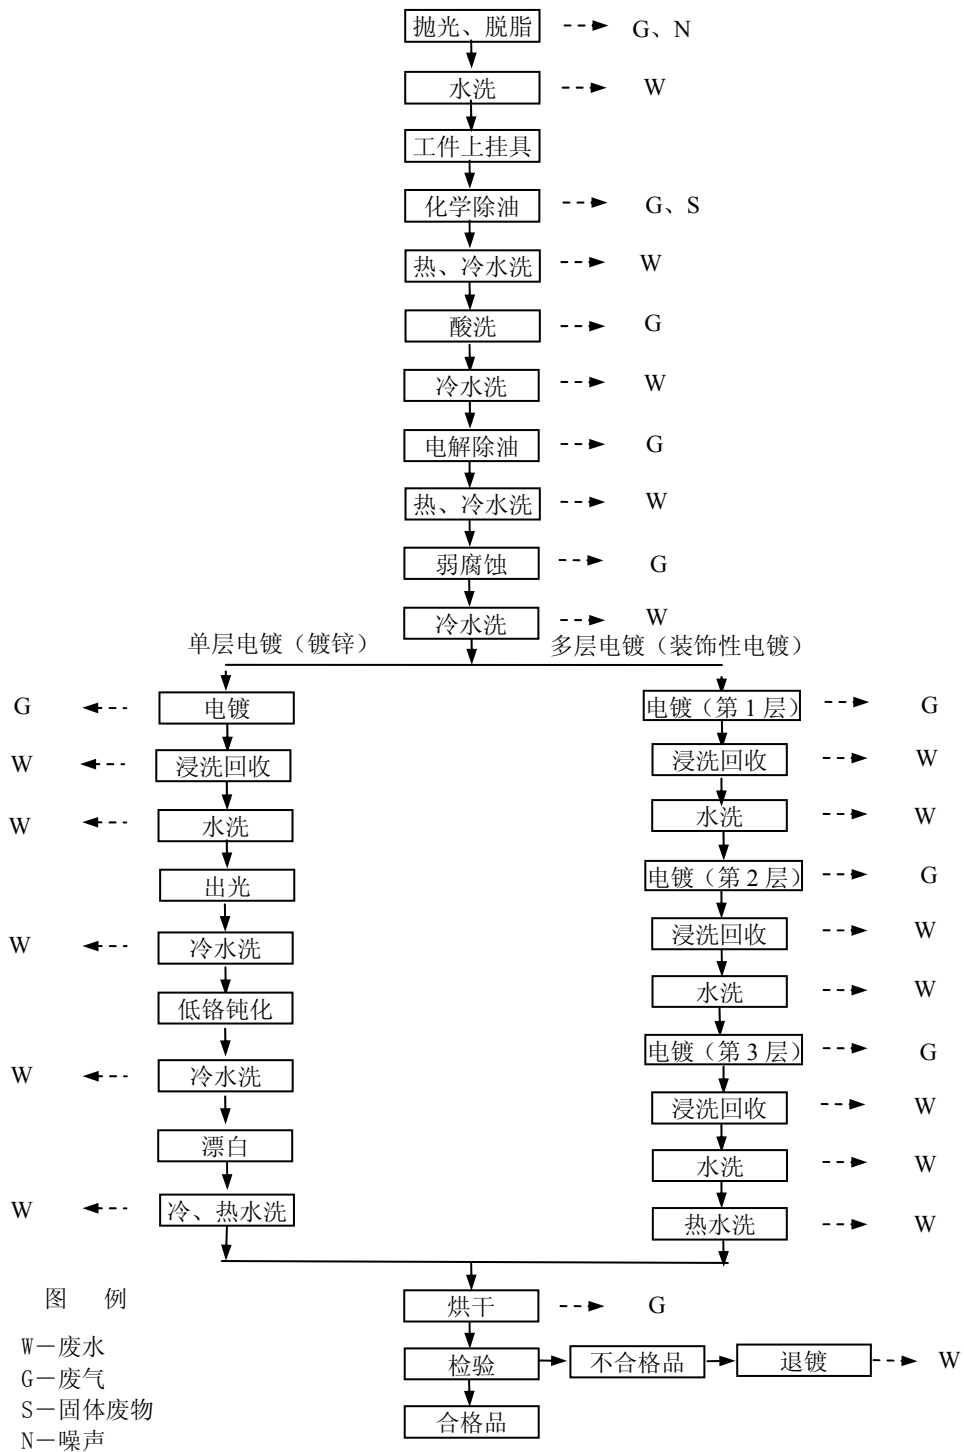 抛光、脱脂 G、N
水洗 W
工件上挂具
化学除油 G、S
热、冷水洗 W
酸洗 G
冷水洗 W
电解除油 G
热、冷水洗 W
弱腐蚀 G
冷水洗 W
单层电镀（镀锌） 多层电镀（装饰性电镀）
G 电镀 电镀（第 1 层） G
W 浸洗回收 浸洗回收 W
W 水洗 水洗 W
出光 电镀（第 2 层） G
W 冷水洗 浸洗回收 W
低铬钝化 水洗 W
W 冷水洗 电镀（第 3 层） G
浸洗回收 W
漂白 水洗 W
W 冷、热水洗 热水洗 W
图 例 烘干 G
W－废水 检验 不合格品 退镀 W
G－废气
S－固体废物 合格品
N－噪声